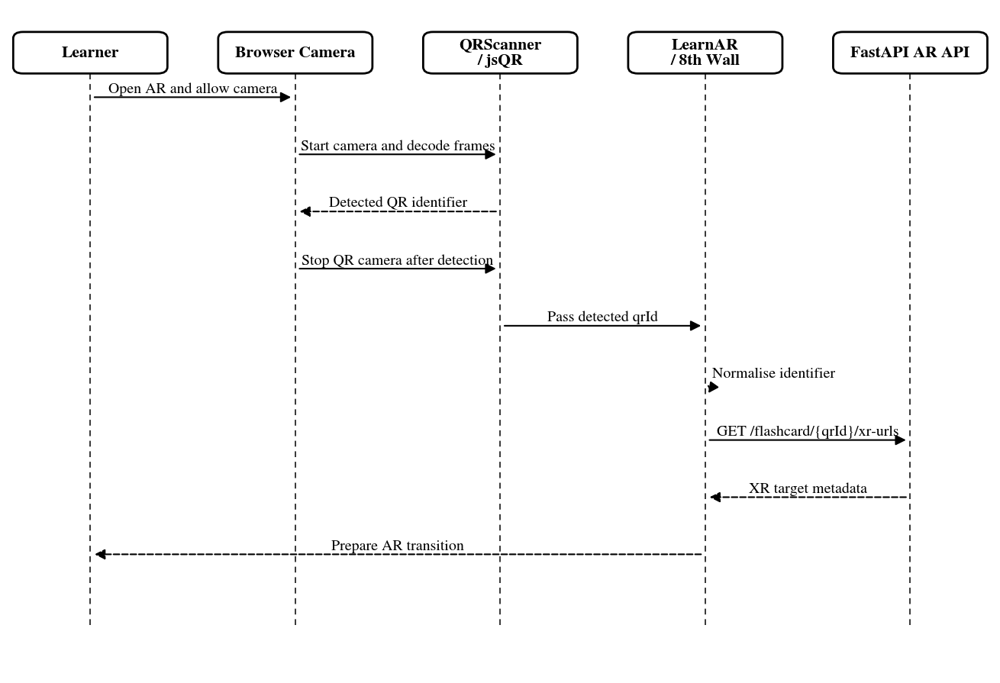 Learner
Browser Camera
QRScanner
/ jsQR
LearnAR
/ 8th Wall
FastAPI AR API
Open AR and allow camera
Start camera and decode frames
Detected QR identifier
Stop QR camera after detection
Pass detected qrId
Normalise identifier
GET /flashcard/{qrId}/xr-urls
XR target metadata
Prepare AR transition